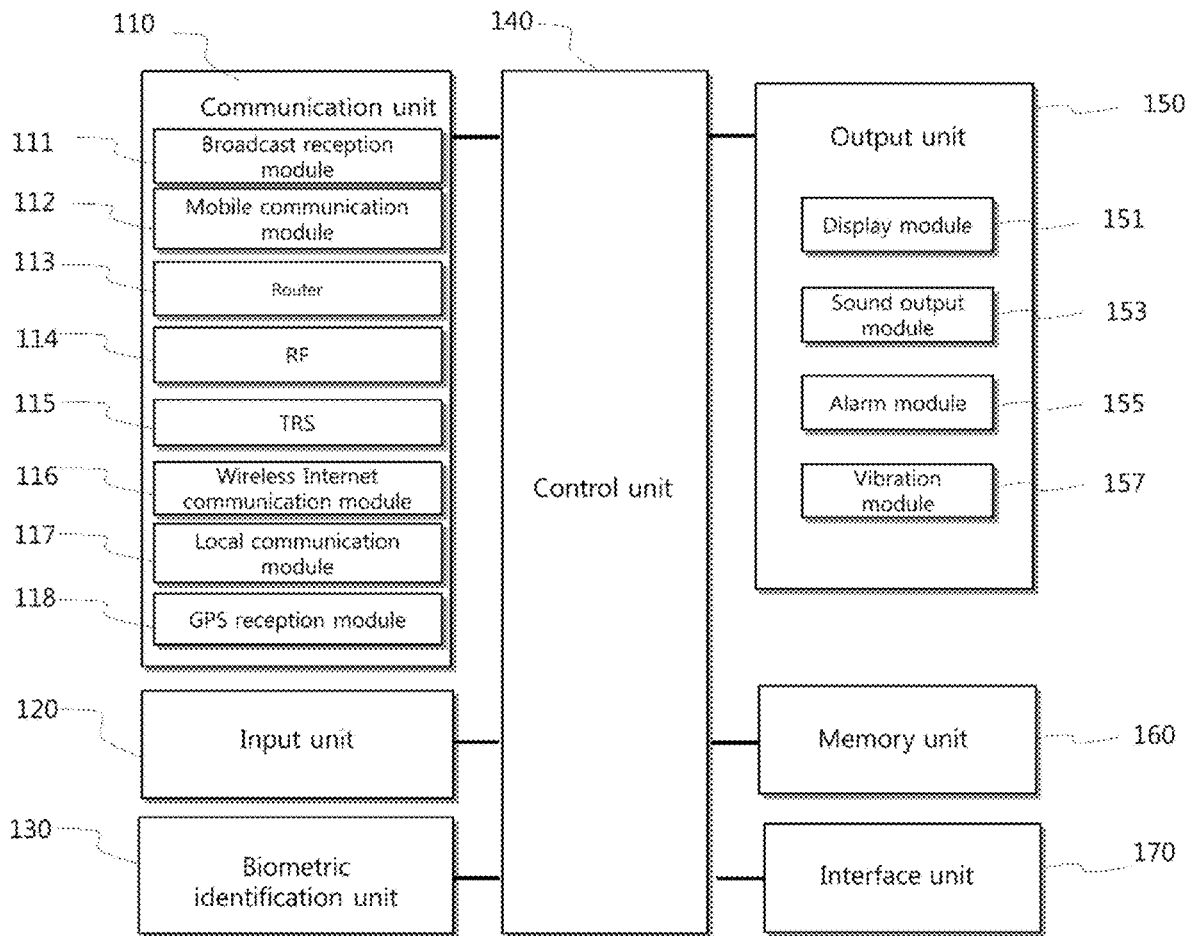 110
140
Communication unit
150
Output unit
111
Broadcast reception
module
112
Mobile communication
module
113
Router
114
RF
115
TRS
116
Wireless Internet
communication module
117
Local communication
module
118
GPS reception module
Control unit
Display module
151
Sound output
module
153
Alarm module
155
Vibration
module
157
120
Input unit
Memory unit
160
130
Biometric
identification unit
Interface unit
170